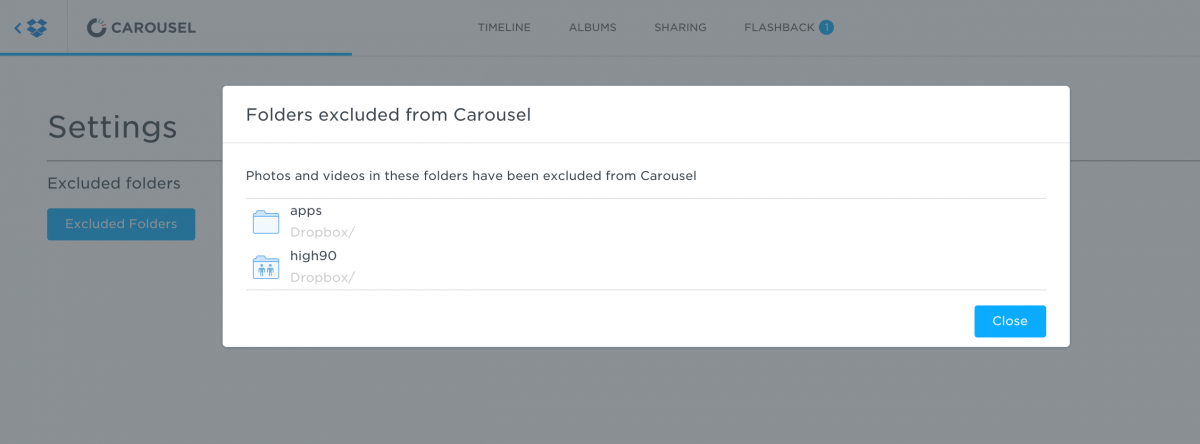 CAROUSEL
TIMELINE ALBUMS SHARING FLASHBACK 1
Settings
Excluded folders
Excluded Folders
Folders excluded from Carousel
Photos and videos in these folders have been excluded from Carousel
apps
Dropbox/
high90
Dropbox/
Close